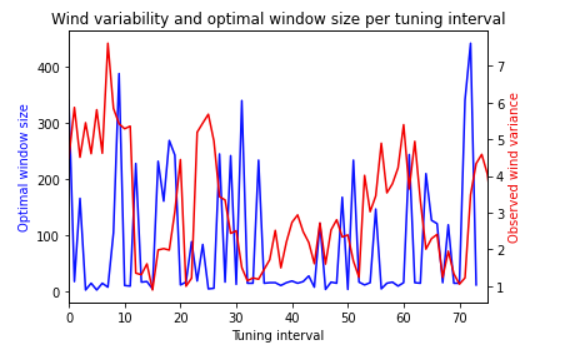 Wind variability and optimal window size per tuning interval
400
300
200
100
0
Optimal window size
7
6
5
4
3
2
1
Observed wind variance
0 10 20 30 40 50 60 70
Tuning interval